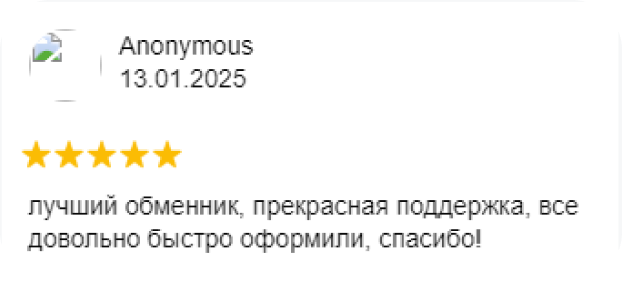 Anonymous
13.01.2025
лучший обменник, прекрасная поддержка, все
довольно быстро оформили, спасибо!